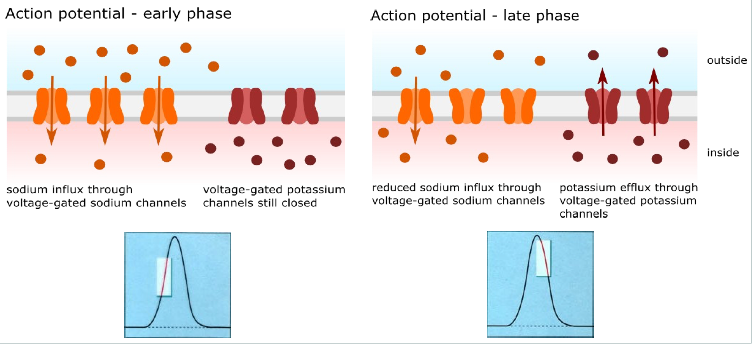 Action potential - early phase
Action potential - late phase
outside
inside
sodium influx through
voltage-gated sodium channels
voltage-gated potassium
channels still closed
reduced sodium influx through
voltage-gated sodium channels
potassium efflux through
voltage-gated potassium
channels